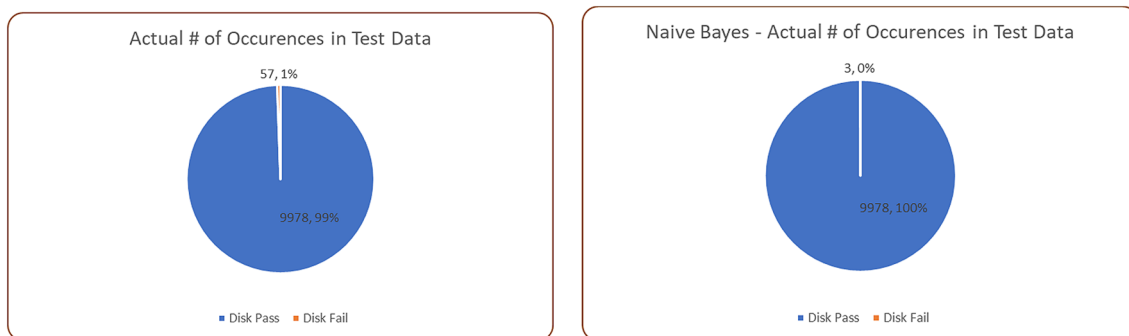 Actual # of Occurences in Test Data
57, 1%
9978, 99%
Disk Pass Disk Fail
Naive Bayes - Actual # of Occurences in Test Data
3, 0%
9978, 100%
Disk Pass Disk Fail